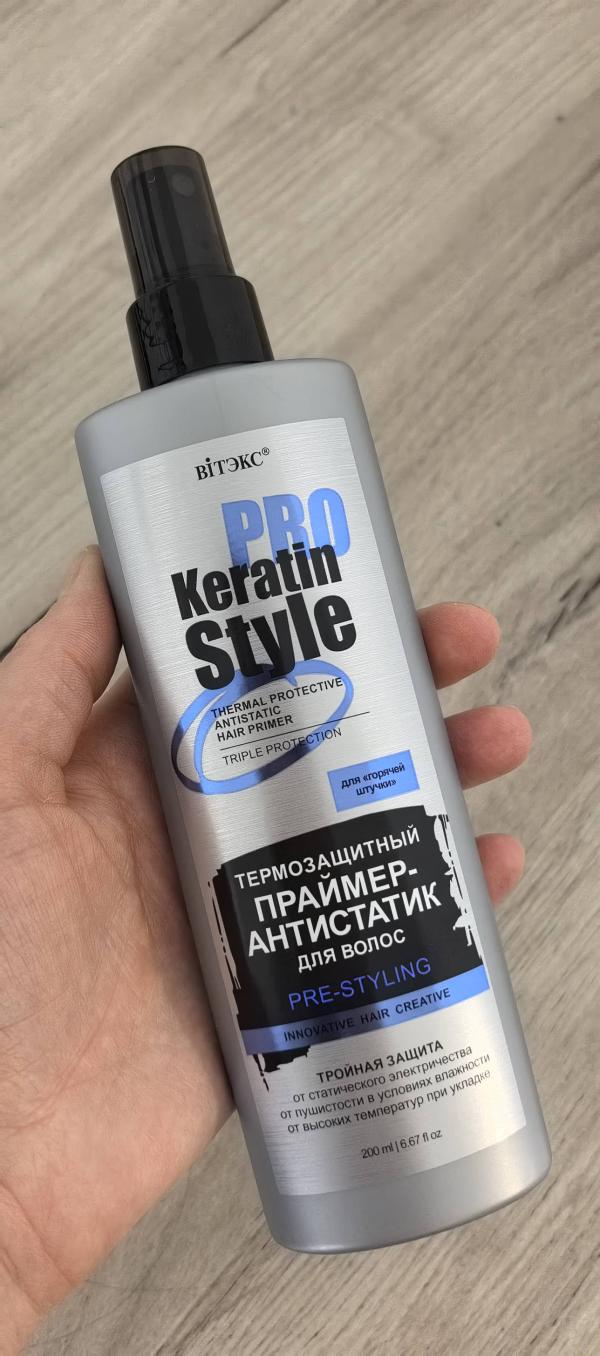 ВіТЭКС®
PRO
Keratin
Style
THERMAL PROTECTIVE
ANTISTATIC
HAIR PRIMER
TRIPLE PROTECTION
для «горячей
штучки»
ТЕРМОЗАЩИТНЫЙ
ПРАЙМЕР-
АНТИСТАТИК
ДЛЯ ВОЛОС
PRE-STYLING
INNOVATIVE HAIR CREATIVE
ТРОЙНАЯ ЗАЩИТА
от статического электричества
от пушистости в условиях влажности
от высоких температур при укладке
200 ml | 6.67 fl oz